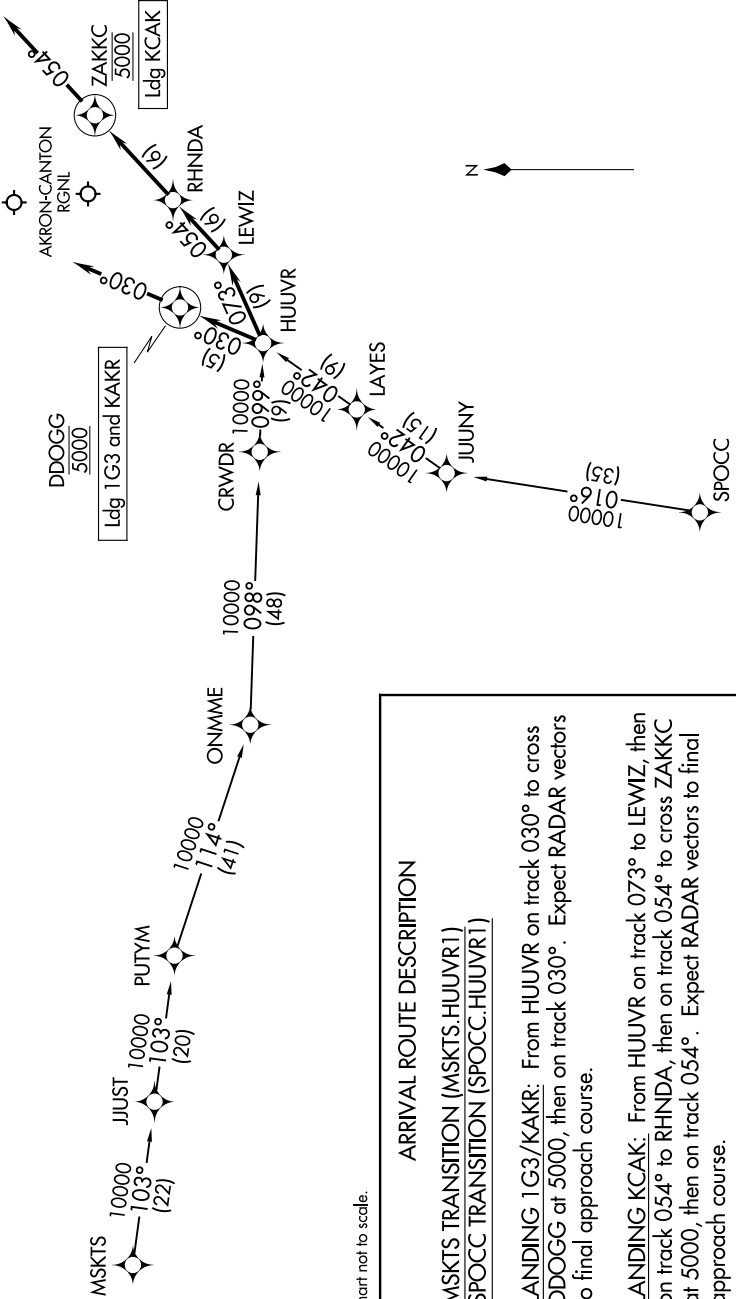 054°
ZAKKC
5000
Ldg KCAK
AKRON-CANTON
RGNL
(6)
RHNDA
054°
(6)
LEWIZ
030°
073°
(9)
HUUVR
030°
(5)
DDOGG
5000
Ldg 1G3 and KAKR
N
10000
099°
(9)
CRWDR
10000
042°
(9)
LAYES
10000
042°
(15)
JUUNY
10000
016°
(35)
SPOCC
10000
098°
(48)
ONMME
10000
114°
(41)
PUTYM
10000
103°
(20)
JJUST
10000
103°
(22)
MSKTS
hart not to scale.
ARRIVAL ROUTE DESCRIPTION
MSKTS TRANSITION (MSKTS.HUUVR1)
SPOCC TRANSITION (SPOCC.HUUVR1)
ANDING 1G3/KAKR: From HUUVR on track 030° to cross
DDOGG at 5000, then on track 030°. Expect RADAR vectors
o final approach course.
ANDING KCAK: From HUUVR on track 073° to LEWIZ, then
on track 054° to RHNDA, then on track 054° to cross ZAKKC
at 5000, then on track 054°. Expect RADAR vectors to final
approach course.